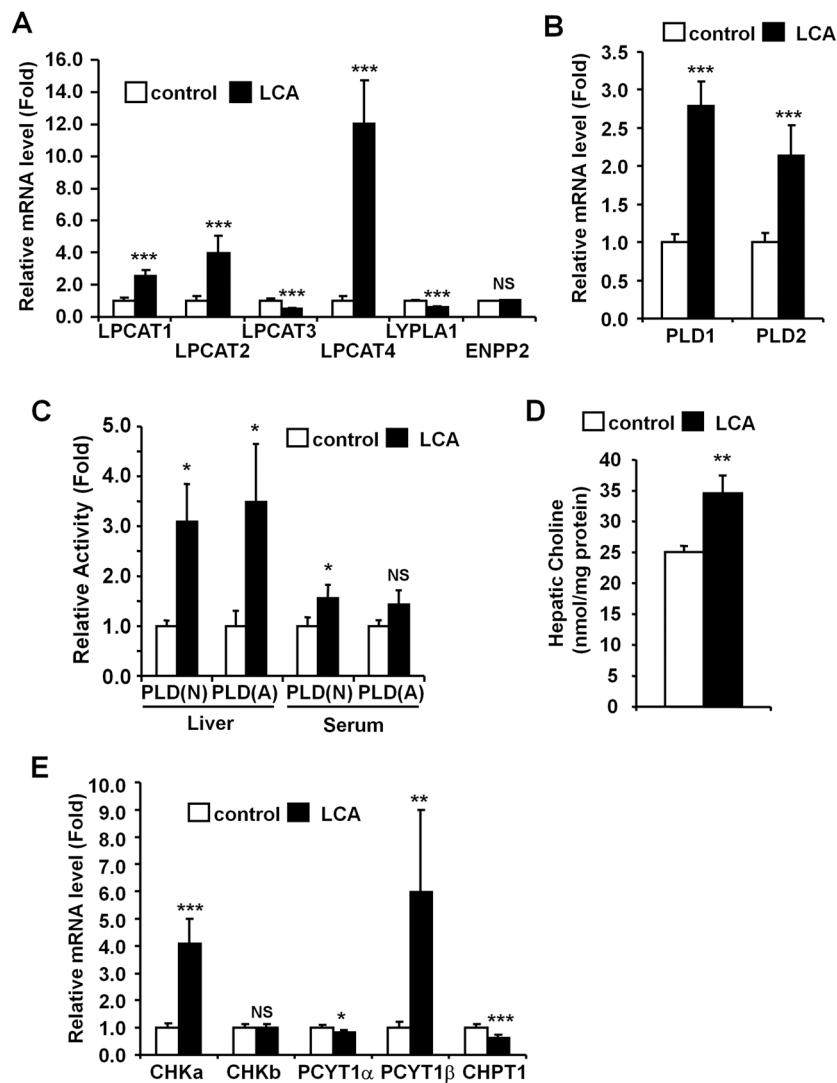 A
Relative mRNA level (Fold)
16.0
14.0
12.0
10.0
8.0
6.0
4.0
2.0
0.0
control LCA
***
***
***
***
***
NS
LPCAT1 LPCAT3 LYPLA1
LPCAT2 LPCAT4 ENPP2
B
control LCA
Relative mRNA level (Fold)
3.5
3.0
2.5
2.0
1.5
1.0
0.5
0.0
***
***
PLD1 PLD2
C
Relative Activity (Fold)
5.0
4.0
3.0
2.0
1.0
0.0
control LCA
*
*
*
NS
PLD(N) PLD(A) PLD(N) PLD(A)
Liver Serum
D
control LCA
Hepatic Choline
(nmol/mg protein)
40
35
30
25
20
15
10
5
0
**
E
Relative mRNA level (Fold)
10.0
9.0
8.0
7.0
6.0
5.0
4.0
3.0
2.0
1.0
0.0
control LCA
***
NS
*
**
***
CHKa CHKb PCYT1α PCYT1β CHPT1